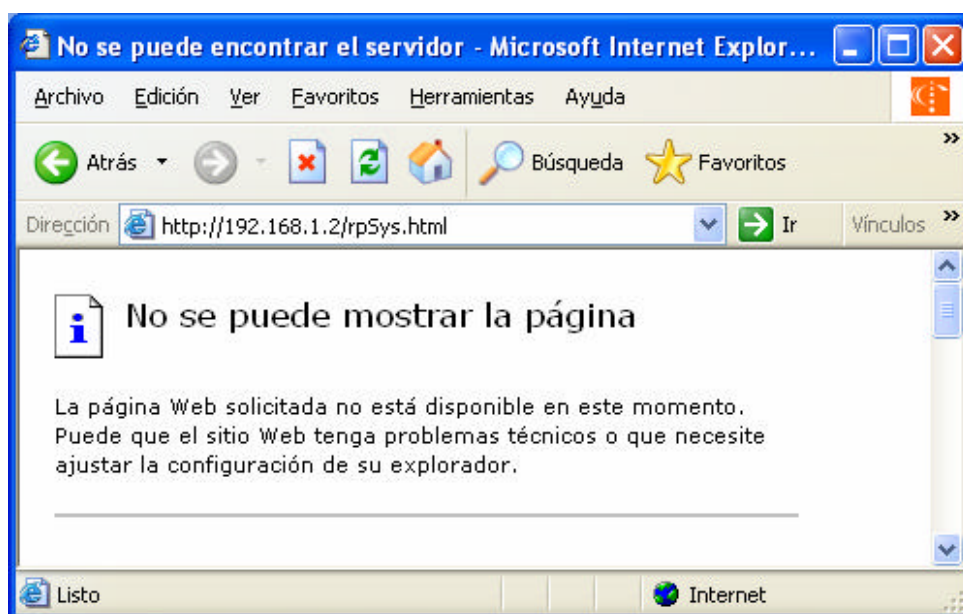 No se puede encontrar el servidor - Microsoft Internet Explor...
Archivo Edición Ver Favoritos Herramientas Ayuda
Atrás Búsqueda Favoritos »
Dirección http://192.168.1.2/rpSys.html Ir Vínculos »
No se puede mostrar la página
La página Web solicitada no está disponible en este momento.
Puede que el sitio Web tenga problemas técnicos o que necesite
ajustar la configuración de su explorador.
Listo Internet